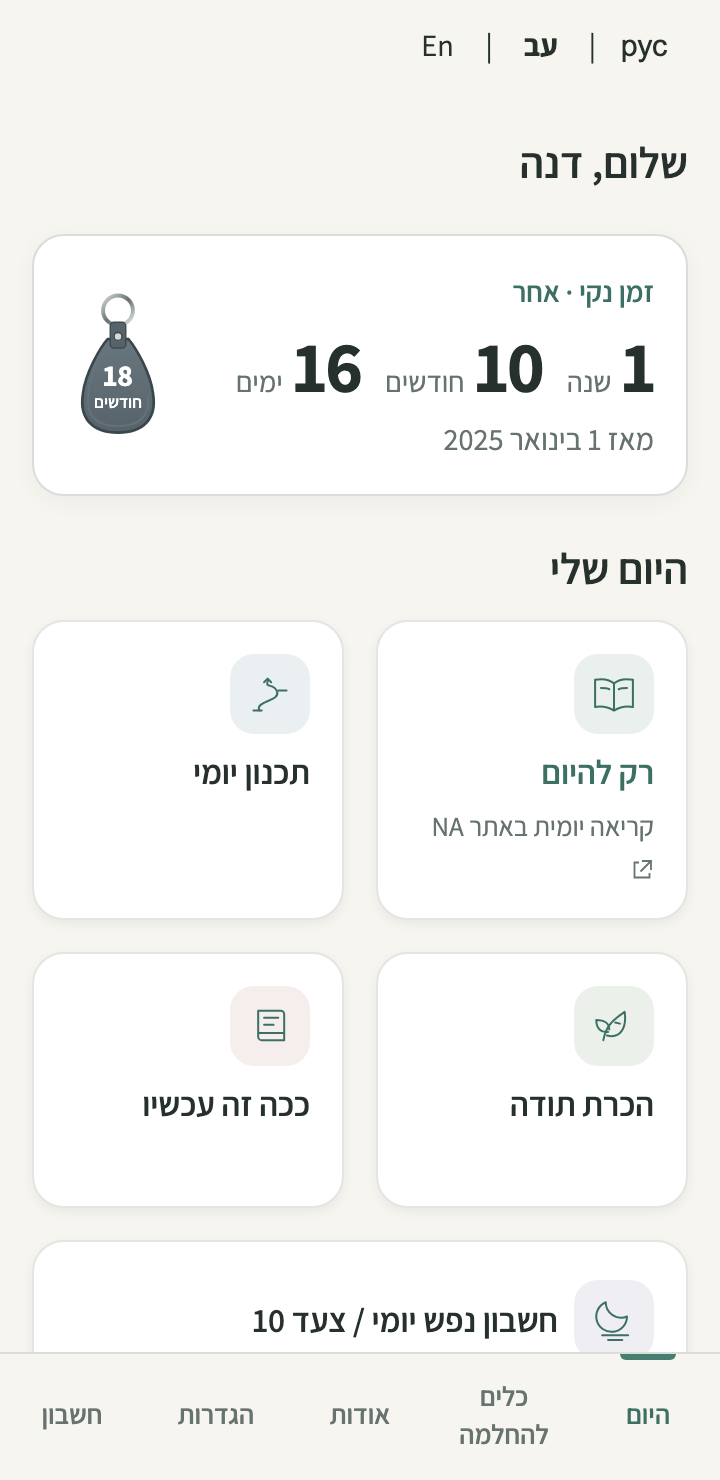 рус | עב | En
שלום, דנה
זמן נקי · אחר
1 שנה 10 חודשים 16 ימים
מאז 1 בינואר 2025
18
חודשים
היום שלי
רק להיום
קריאה יומית באתר NA
תכנון יומי
הכרת תודה
ככה זה עכשיו
חשבון נפש יומי / צעד 10
היום
כלים
להחלמה
אודות
הגדרות
חשבון